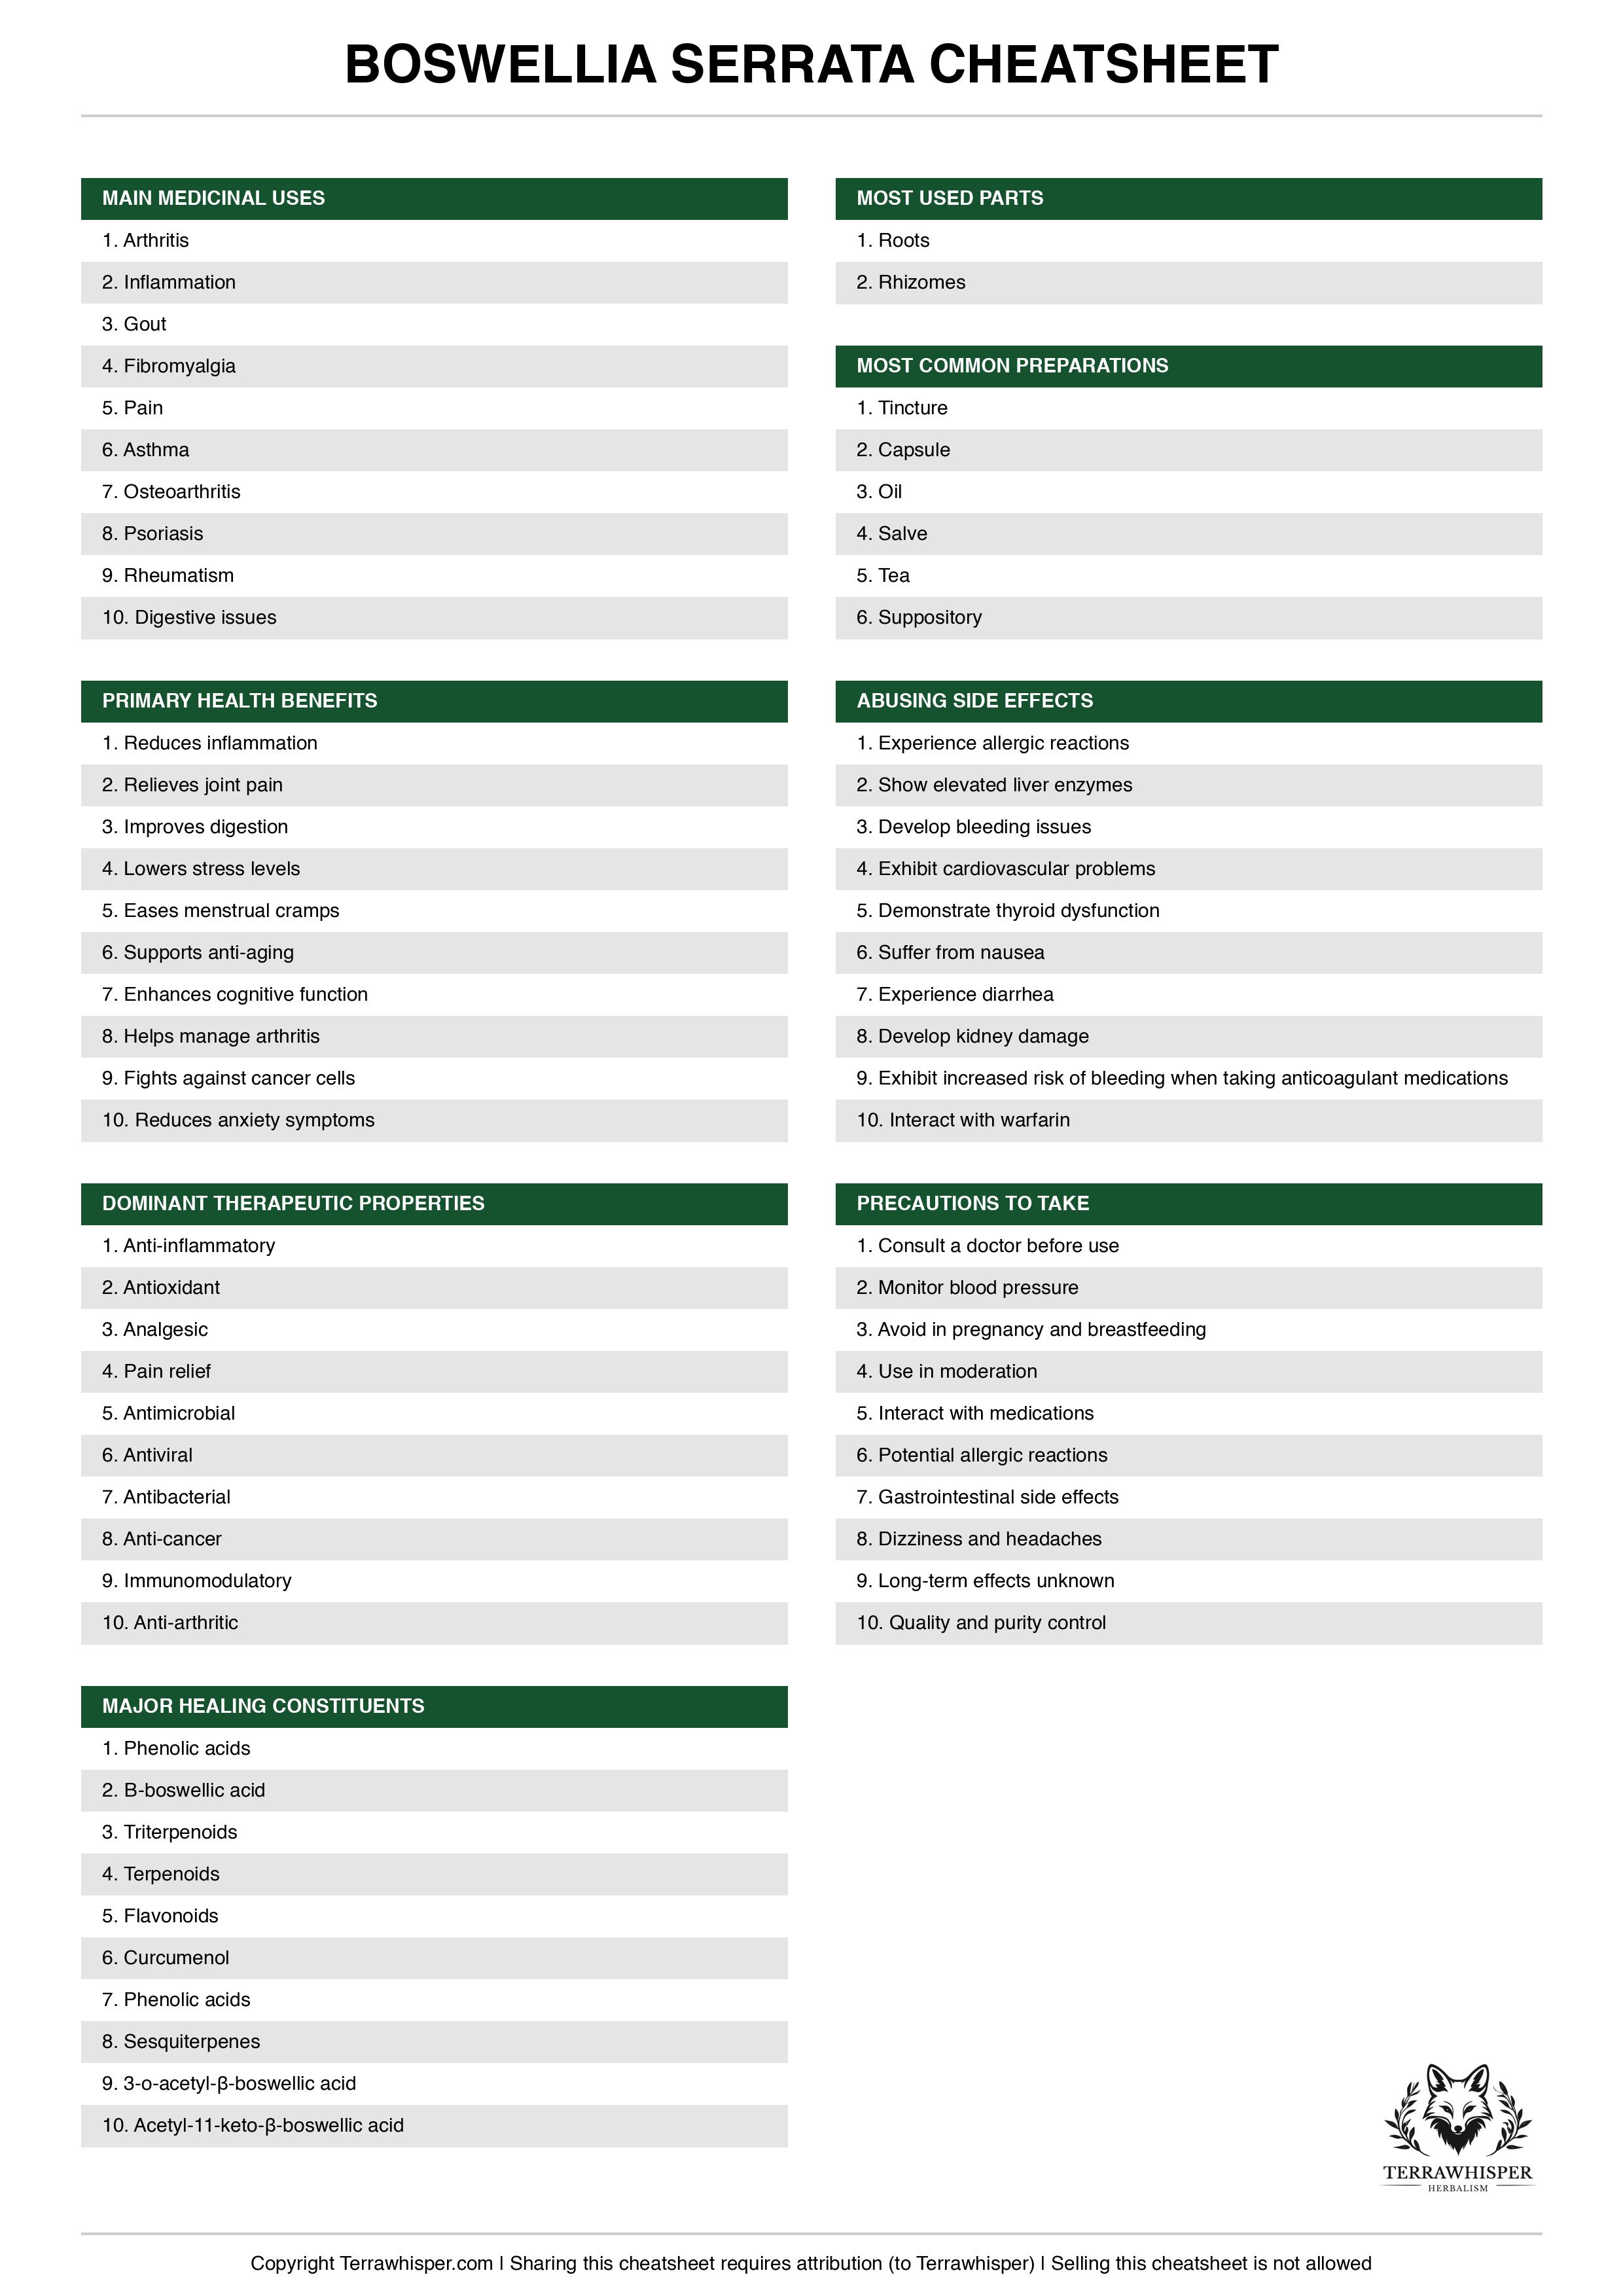 BOSWELLIA SERRATA CHEATSHEET
MAIN MEDICINAL USES
1. Arthritis
2. Inflammation
3. Gout
4. Fibromyalgia
5. Pain
6. Asthma
7. Osteoarthritis
8. Psoriasis
9. Rheumatism
10. Digestive issues
PRIMARY HEALTH BENEFITS
1. Reduces inflammation
2. Relieves joint pain
3. Improves digestion
4. Lowers stress levels
5. Eases menstrual cramps
6. Supports anti-aging
7. Enhances cognitive function
8. Helps manage arthritis
9. Fights against cancer cells
10. Reduces anxiety symptoms
DOMINANT THERAPEUTIC PROPERTIES
1. Anti-inflammatory
2. Antioxidant
3. Analgesic
4. Pain relief
5. Antimicrobial
6. Antiviral
7. Antibacterial
8. Anti-cancer
9. Immunomodulatory
10. Anti-arthritic
MAJOR HEALING CONSTITUENTS
1. Phenolic acids
2. B-boswellic acid
3. Triterpenoids
4. Terpenoids
5. Flavonoids
6. Curcumenol
7. Phenolic acids
8. Sesquiterpenes
9. 3-o-acetyl-β-boswellic acid
10. Acetyl-11-keto-β-boswellic acid
MOST USED PARTS
1. Roots
2. Rhizomes
MOST COMMON PREPARATIONS
1. Tincture
2. Capsule
3. Oil
4. Salve
5. Tea
6. Suppository
ABUSING SIDE EFFECTS
1. Experience allergic reactions
2. Show elevated liver enzymes
3. Develop bleeding issues
4. Exhibit cardiovascular problems
5. Demonstrate thyroid dysfunction
6. Suffer from nausea
7. Experience diarrhea
8. Develop kidney damage
9. Exhibit increased risk of bleeding when taking anticoagulant medications
10. Interact with warfarin
PRECAUTIONS TO TAKE
1. Consult a doctor before use
2. Monitor blood pressure
3. Avoid in pregnancy and breastfeeding
4. Use in moderation
5. Interact with medications
6. Potential allergic reactions
7. Gastrointestinal side effects
8. Dizziness and headaches
9. Long-term effects unknown
10. Quality and purity control
TERRAWHISPER
HERBALISM
Copyright Terrawhisper.com | Sharing this cheatsheet requires attribution (to Terrawhisper) | Selling this cheatsheet is not allowed